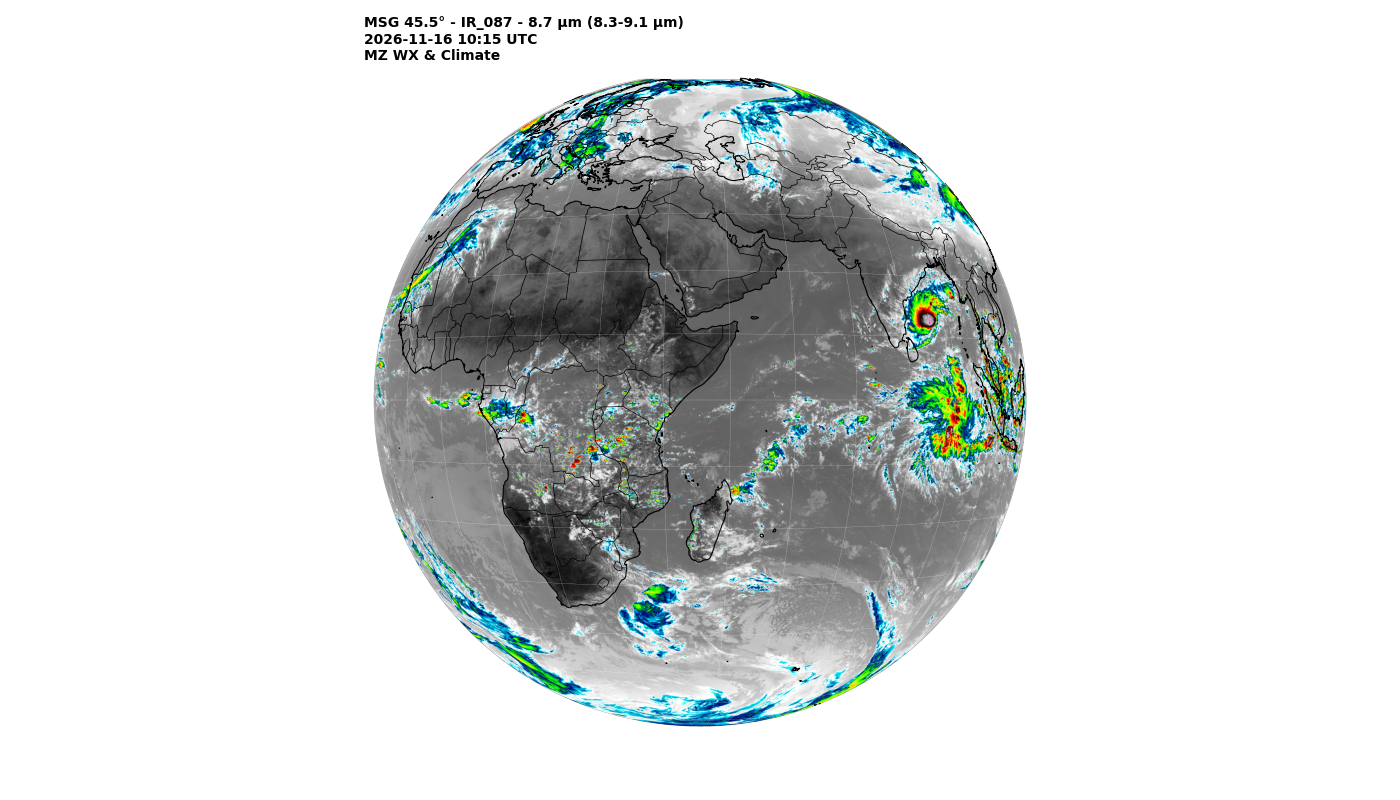 MSG 45.5° - IR_087 - 8.7 µm (8.3-9.1 µm)
2026-11-16 10:15 UTC
MZ WX & Climate